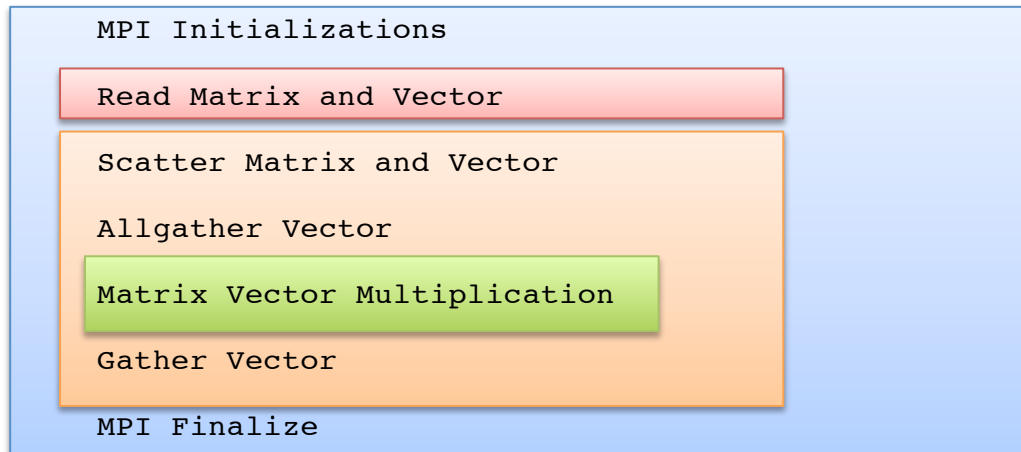 MPI Initializations
Read Matrix and Vector
Scatter Matrix and Vector
Allgather Vector
Matrix Vector Multiplication
Gather Vector
MPI Finalize